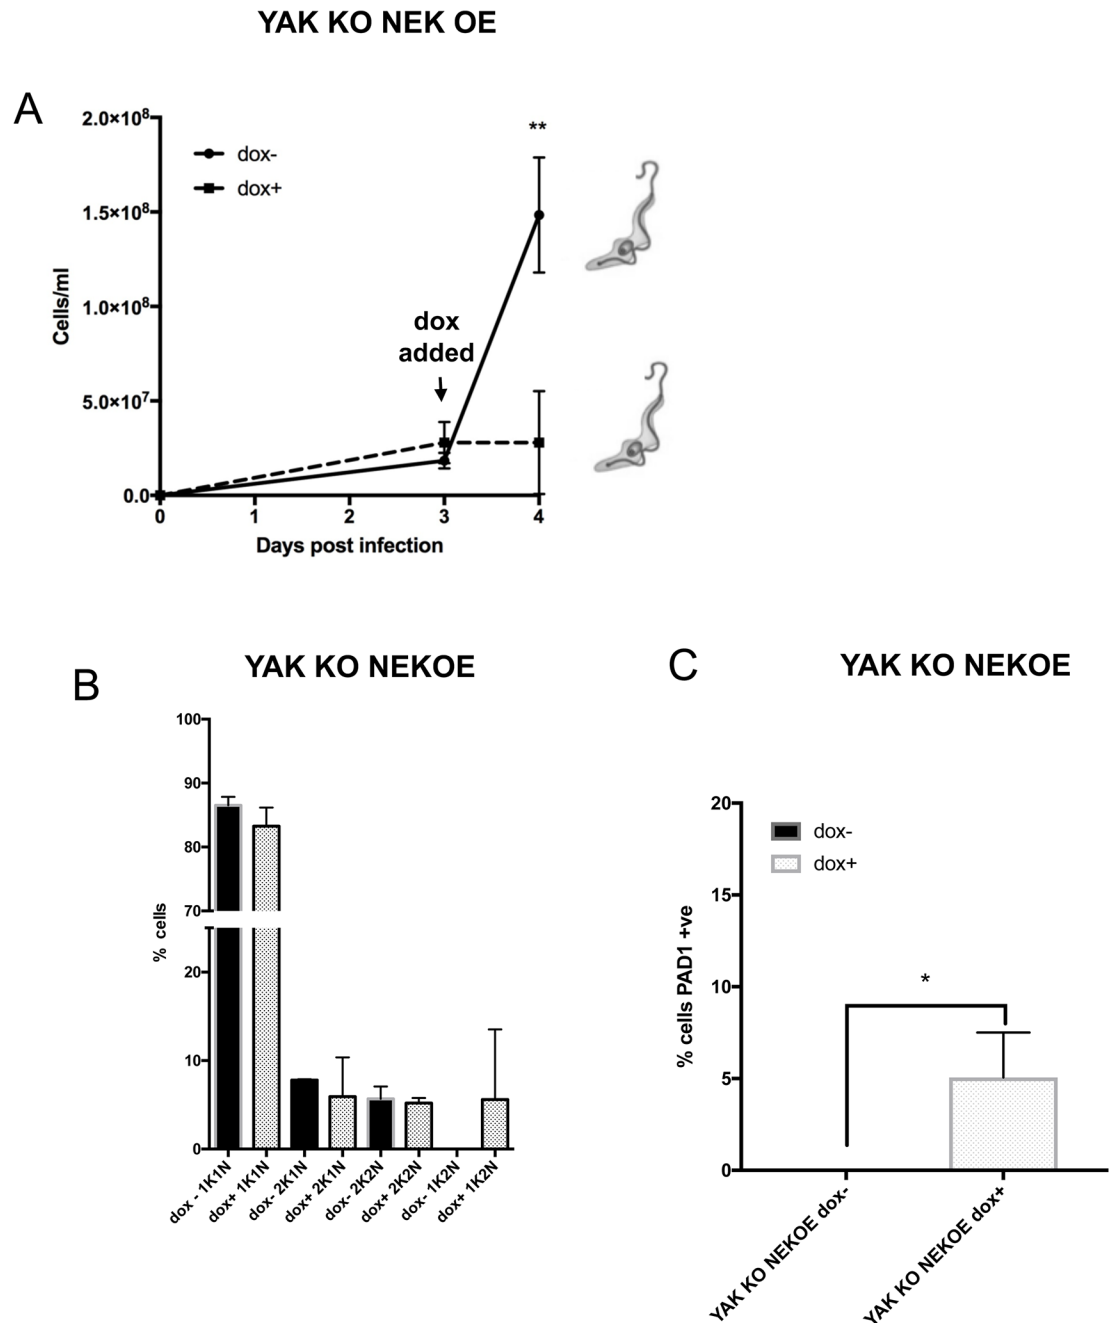 YAK KO NEK OE
A
2.0×10⁸
1.5×10⁸
1.0×10⁸
5.0×10⁷
0.0
Cells/ml
dox-
dox+
**
dox
added
0 1 2 3 4
Days post infection
B
YAK KO NEKOE
100
90
80
70
20
10
0
% cells
dox - 1K1N
dox+ 1K1N
dox- 2K1N
dox+ 2K1N
dox- 2K2N
dox+ 2K2N
dox- 1K2N
dox+ 1K2N
C
YAK KO NEKOE
20
15
10
5
0
% cells PAD1 +ve
dox-
dox+
*
YAK KO NEKOE dox-
YAK KO NEKOE dox+